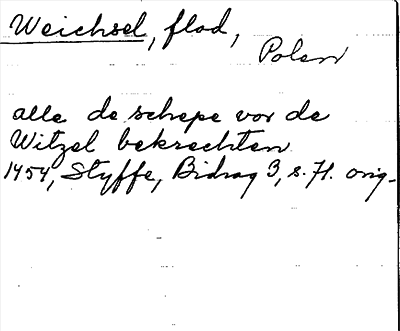 Weichsel, flod,
Polen
alle de schepe vor de
Witzel bekrechten
1454, Styffe, Bidrag 3, s. 71. orig-